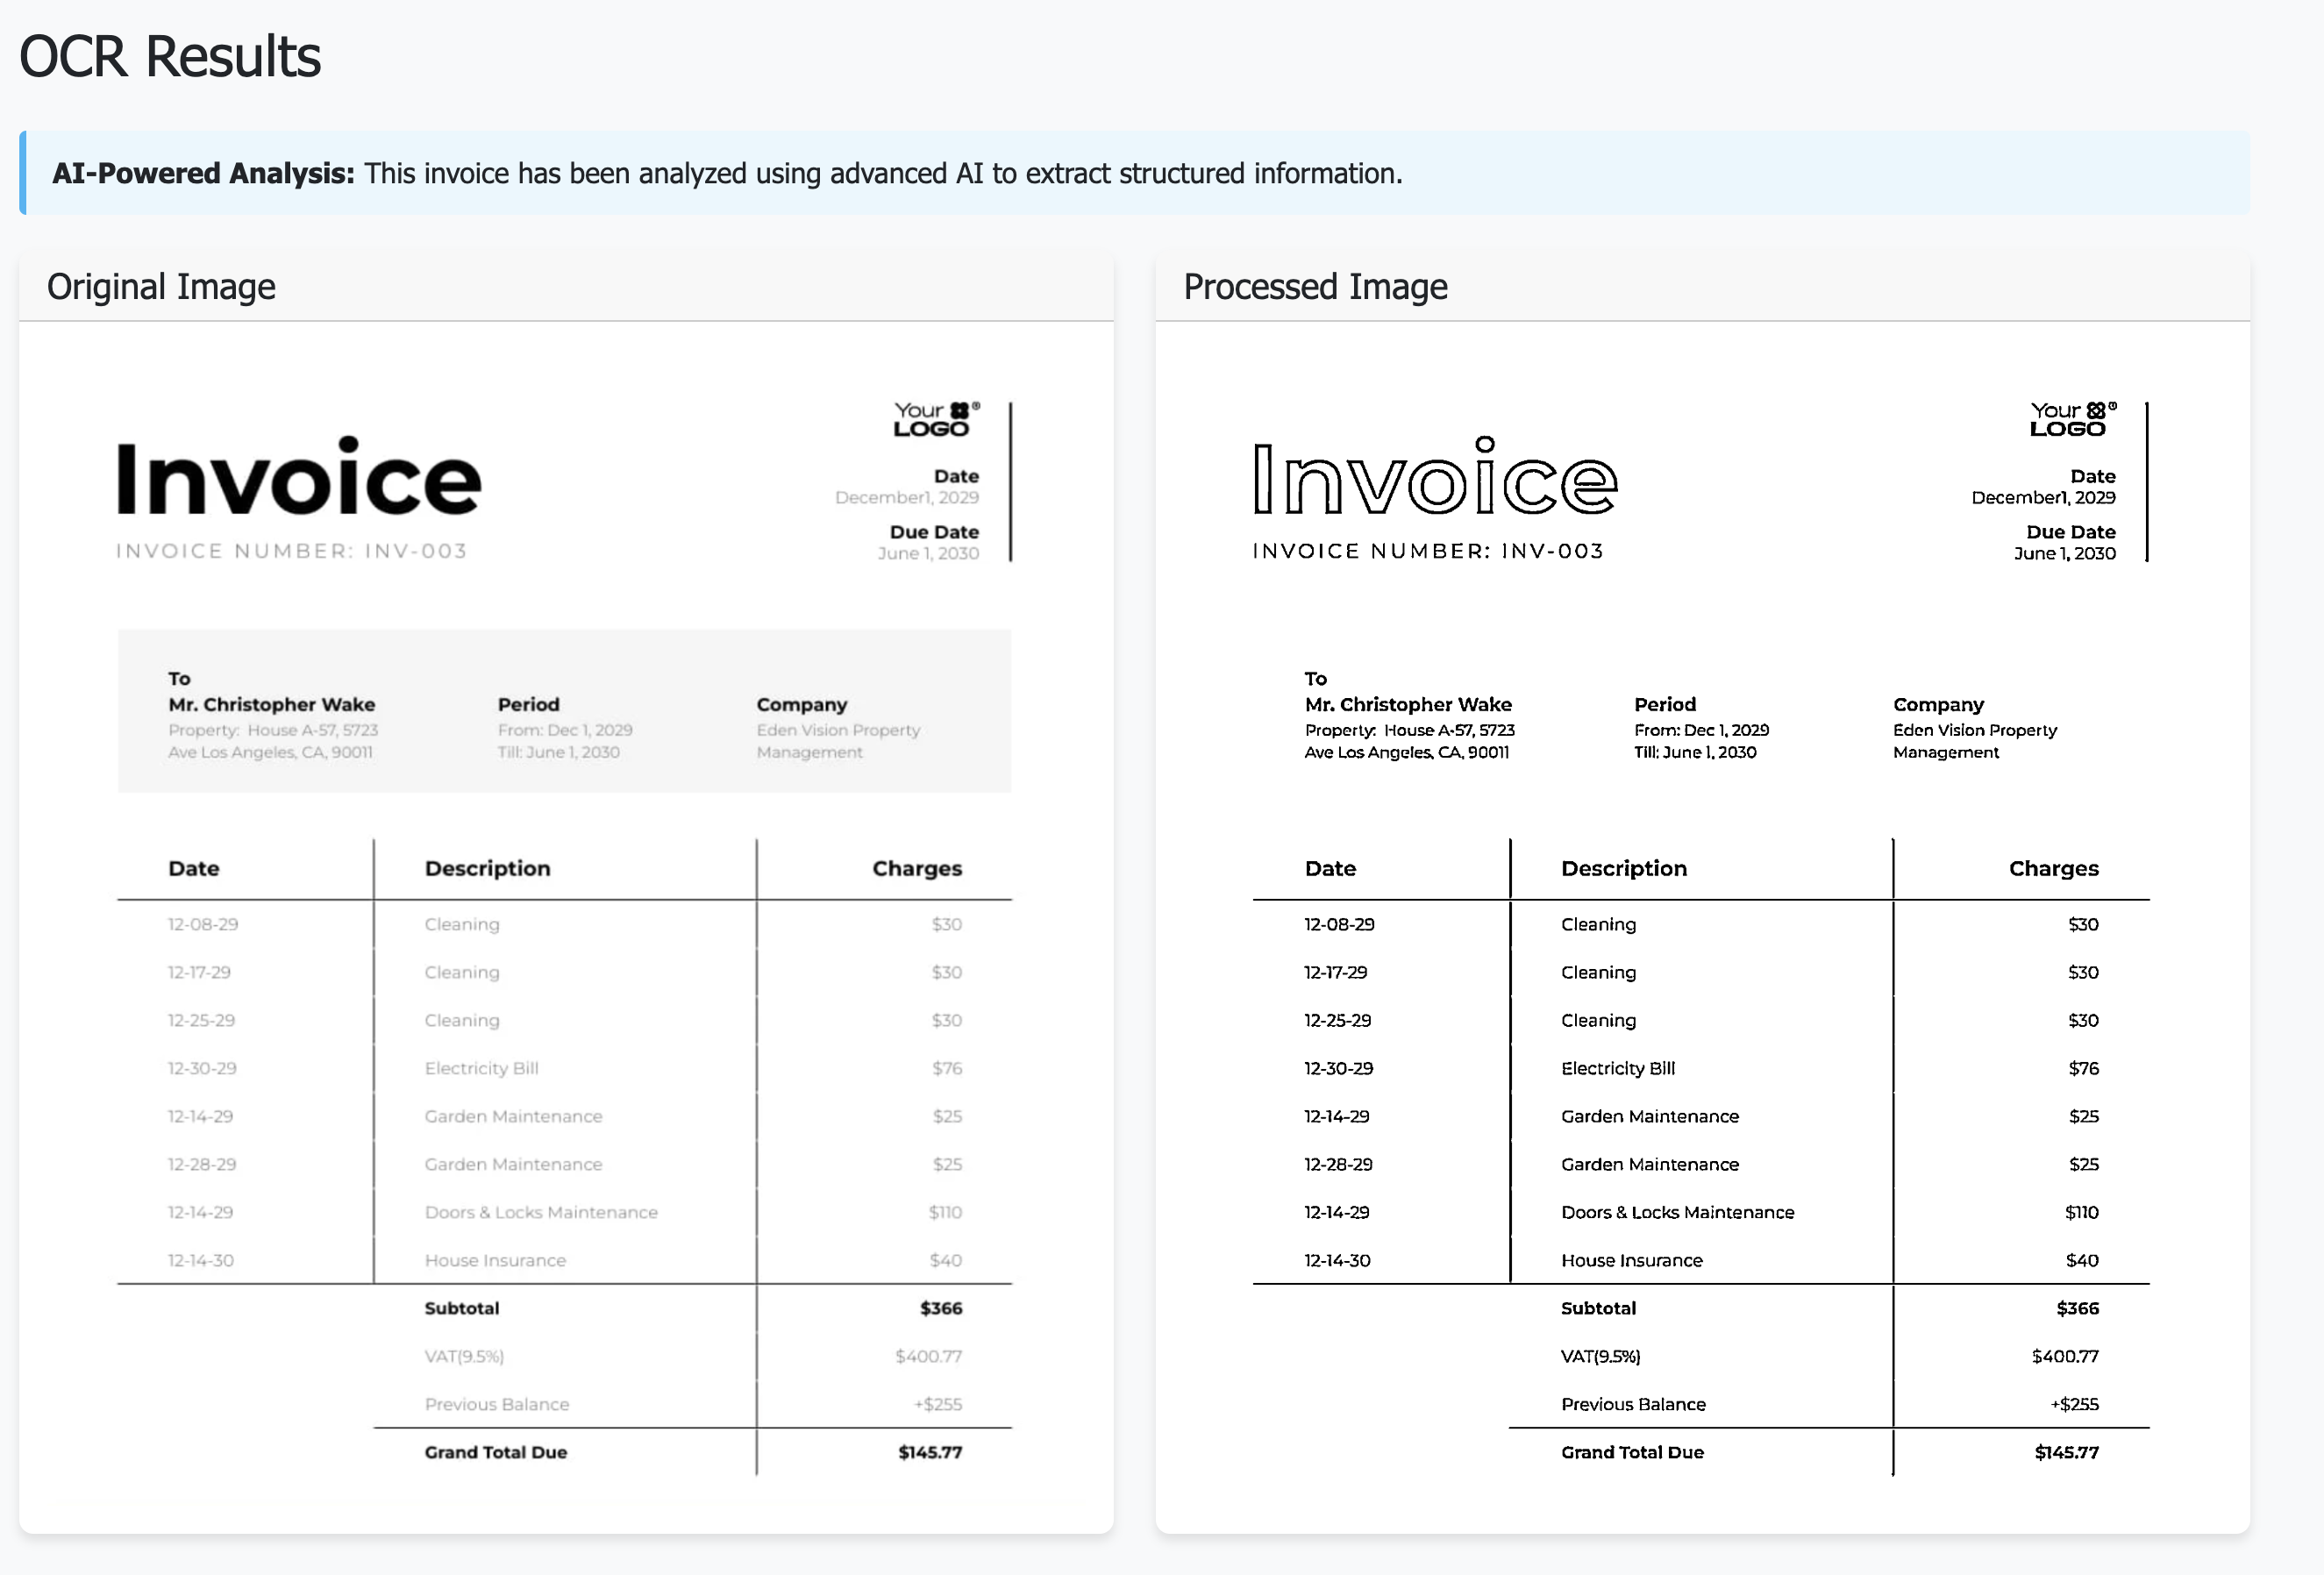 OCR Results
AI-Powered Analysis: This invoice has been analyzed using advanced AI to extract structured information.
Original Image
Your
LOGO
Invoice
INVOICE NUMBER: INV-003
Date
December1, 2029
Due Date
June 1, 2030
To
Mr. Christopher Wake
Property: House A-57, 5723
Ave Los Angeles, CA, 90011
Period
From: Dec 1, 2029
Till: June 1, 2030
Company
Eden Vision Property
Management
Date Description Charges
12-08-29 Cleaning $30
12-17-29 Cleaning $30
12-25-29 Cleaning $30
12-30-29 Electricity Bill $76
12-14-29 Garden Maintenance $25
12-28-29 Garden Maintenance $25
12-14-29 Doors & Locks Maintenance $110
12-14-30 House Insurance $40
Subtotal $366
VAT(9.5%) $400.77
Previous Balance +$255
Grand Total Due $145.77
Processed Image
Your
LOGO
Invoice
INVOICE NUMBER: INV-003
Date
December1, 2029
Due Date
June 1, 2030
To
Mr. Christopher Wake
Property: House A-57, 5723
Ave Los Angeles, CA, 90011
Period
From: Dec 1, 2029
Till: June 1, 2030
Company
Eden Vision Property
Management
Date Description Charges
12-08-29 Cleaning $30
12-17-29 Cleaning $30
12-25-29 Cleaning $30
12-30-29 Electricity Bill $76
12-14-29 Garden Maintenance $25
12-28-29 Garden Maintenance $25
12-14-29 Doors & Locks Maintenance $110
12-14-30 House Insurance $40
Subtotal $366
VAT(9.5%) $400.77
Previous Balance +$255
Grand Total Due $145.77